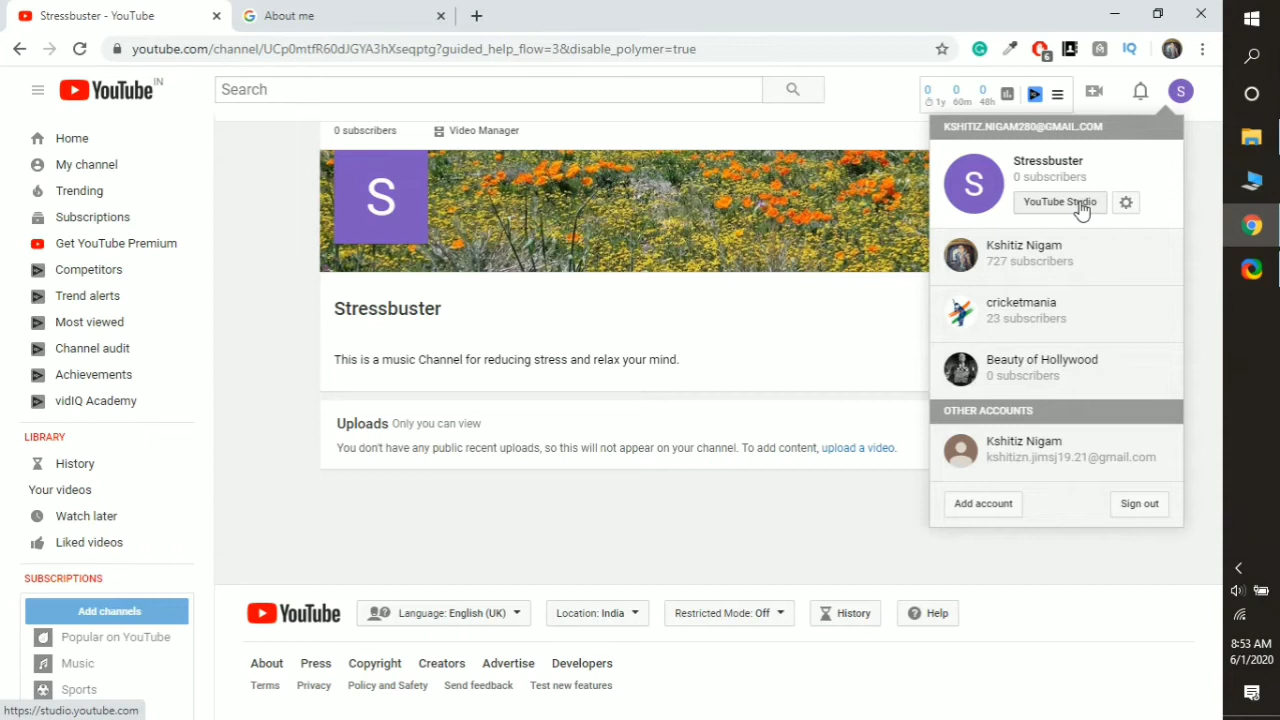 Stressbuster - YouTube
About me
youtube.com/channel/UCp0mtfR60dJGYA3hXseqptg?guided_help_flow=3&disable_polymer=true
6
IQ
YouTube IN
Search
0 0 0
1y 60m 48h
S
Home
My channel
Trending
Subscriptions
Get YouTube Premium
Competitors
Trend alerts
Most viewed
Channel audit
Achievements
vidIQ Academy
LIBRARY
History
Your videos
Watch later
Liked videos
SUBSCRIPTIONS
Add channels
Popular on YouTube
Music
Sports
https://studio.youtube.com
0 subscribers
Video Manager
S
Stressbuster
This is a music Channel for reducing stress and relax your mind.
Uploads Only you can view
You don't have any public recent uploads, so this will not appear on your channel. To add content, upload a video.
KSHITIZ.NIGAM280@GMAIL.COM
S
Stressbuster
0 subscribers
YouTube Studio
Kshitiz Nigam
727 subscribers
cricketmania
23 subscribers
Beauty of Hollywood
0 subscribers
OTHER ACCOUNTS
Kshitiz Nigam
kshitizn.jimsj19.21@gmail.com
Add account
Sign out
YouTube
Language: English (UK)
Location: India
Restricted Mode: Off
History
Help
About Press Copyright Creators Advertise Developers
Terms Privacy Policy and Safety Send feedback Test new features
8:53 AM
6/1/2020